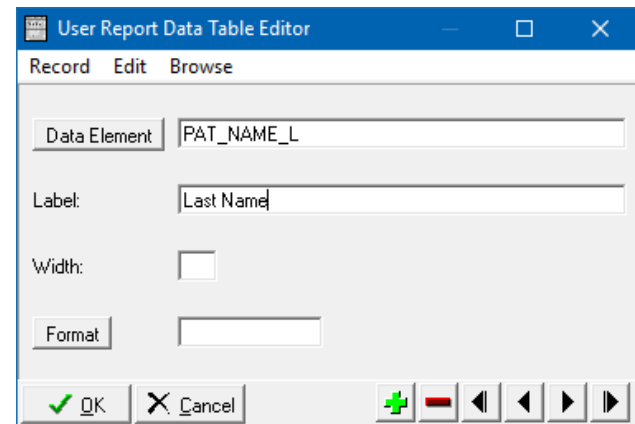 User Report Data Table Editor
Record Edit Browse
Data Element PAT_NAME_L
Label: Last Name
Width:
Format
OK Cancel